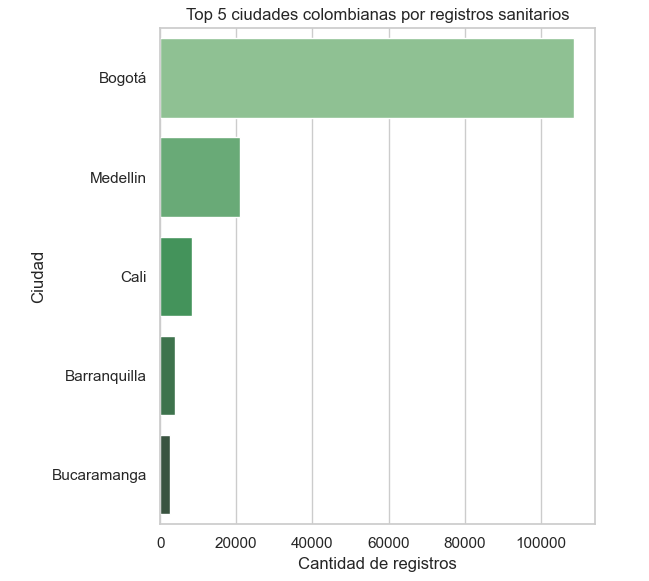 Top 5 ciudades colombianas por registros sanitarios
Bogotá
Medellin
Cali
Barranquilla
Bucaramanga
Ciudad
0 20000 40000 60000 80000 100000
Cantidad de registros